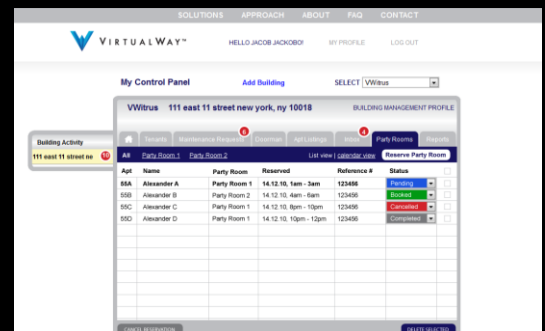 SOLUTIONS APPROACH ABOUT FAQ CONTACT
VIRTUALWAY™ HELLO JACOB JACKOBO! MY PROFILE LOG OUT
My Control Panel Add Building SELECT VWitrus
VWitrus 111 east 11 street new york, ny 10018 BUILDING MANAGEMENT PROFILE
Tenants Maintenance Requests 6 Doorman Apt Listings Inbox 4 Party Rooms Reports
Building Activity
111 east 11 street ne 10
All Party Room 1 Party Room 2 List view | calendar view Reserve Party Room
Apt Name Party Room Reserved Reference # Status
55A Alexander A Party Room 1 14.12.10, 1am - 3am 123456 Pending
55B Alexander B Party Room 2 14.12.10, 4am - 6am 123456 Booked
55C Alexander C Party Room 1 14.12.10, 8pm - 10pm 123456 Cancelled
55D Alexander D Party Room 1 14.12.10, 10pm - 12pm 123456 Completed
CANCEL RESERVATION DELETE SELECTED